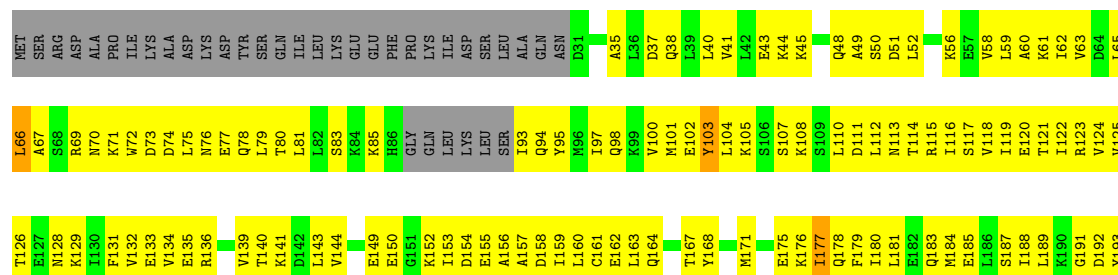 MET SER ARG ASP ALA PRO ILE LYS ALA ASP LYS ASP TYR SER GLN ILE LEU LYS GLU GLU PHE PRO LYS ILE ASP SER LEU ALA GLN ASN D31 A35 L36 D37 Q38 L39 L40 V41 L42 E43 K44 K45 Q48 A49 S50 D51 L52 K56 E57 V58 L59 A60 K61 I62 V63 D64
L66 A67 S68 R69 N70 K71 W72 D73 D74 L75 N76 E77 Q78 L79 T80 L81 L82 S83 K84 K85 H86 GLY GLN LEU LYS LEU SER I93 Q94 Y95 M96 I97 Q98 K99 V100 M101 E102 Y103 L104 K105 S106 S107 K108 S109 L110 D111 L112 N113 T114 R115 I116 S117 V118 I119 E120 T121 I122 R123 V124
T126 E127 N128 K129 I130 F131 V132 E133 V134 E135 R136 V139 T140 K141 D142 L143 V144 E149 E150 G151 K152 I153 D154 E155 A156 A157 D158 I159 L160 C161 E162 L163 Q164 T167 Y168 M171 E175 K176 I177 Q178 F179 I180 L181 E182 Q183 M184 E185 L186 S187 I188 L189 K190 G191 D192